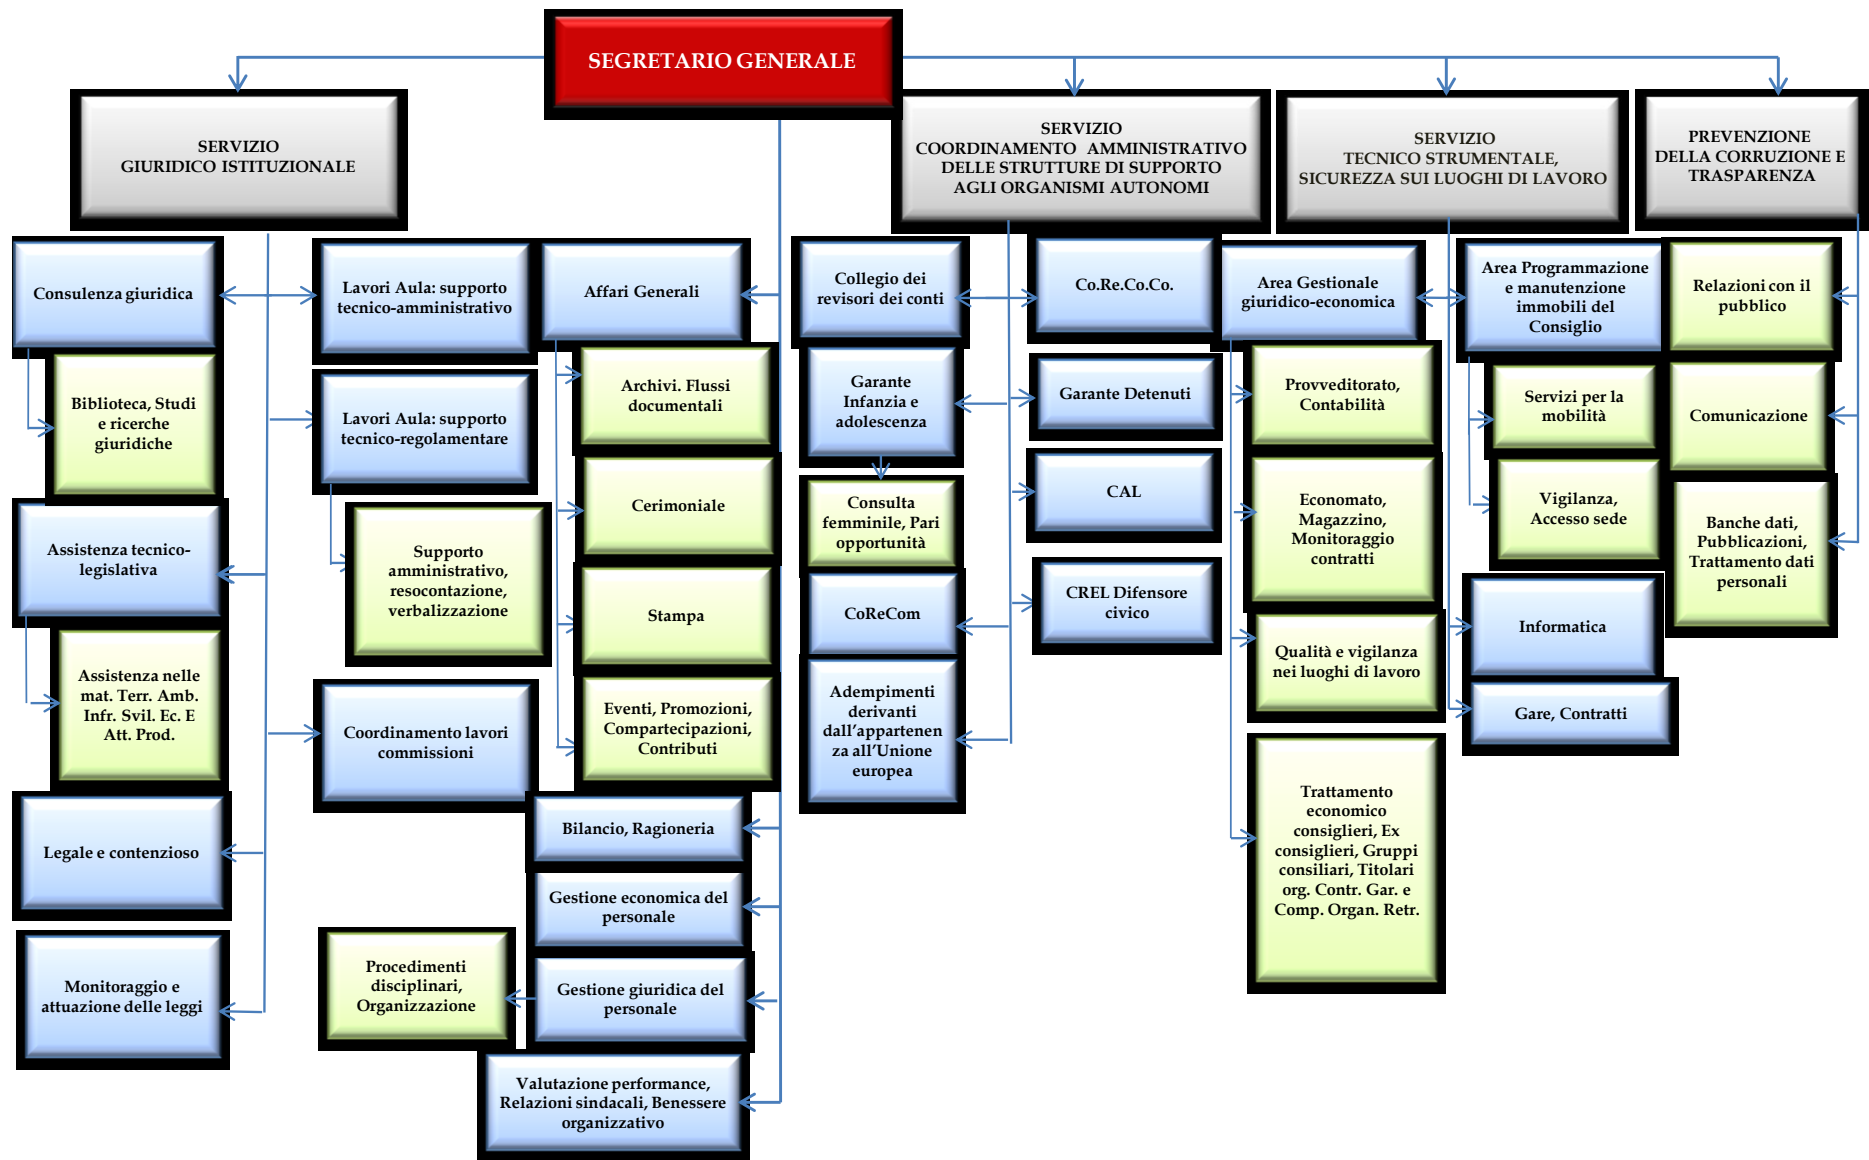 SEGRETARIO GENERALE
SERVIZIO
GIURIDICO ISTITUZIONALE
SERVIZIO
COORDINAMENTO AMMINISTRATIVO
DELLE STRUTTURE DI SUPPORTO
AGLI ORGANISMI AUTONOMI
SERVIZIO
TECNICO STRUMENTALE,
SICUREZZA SUI LUOGHI DI LAVORO
PREVENZIONE
DELLA CORRUZIONE E
TRASPARENZA
Consulenza giuridica
Biblioteca, Studi
e ricerche
giuridiche
Assistenza tecnico-
legislativa
Assistenza nelle
mat. Terr. Amb.
Infr. Svil. Ec. E
Att. Prod.
Legale e contenzioso
Monitoraggio e
attuazione delle leggi
Lavori Aula: supporto
tecnico-amministrativo
Lavori Aula: supporto
tecnico-regolamentare
Supporto
amministrativo,
resocontazione,
verbalizzazione
Coordinamento lavori
commissioni
Affari Generali
Archivi. Flussi
documentali
Cerimoniale
Stampa
Eventi, Promozioni,
Compartecipazioni,
Contributi
Bilancio, Ragioneria
Gestione economica del
personale
Gestione giuridica del
personale
Procedimenti
disciplinari,
Organizzazione
Valutazione performance,
Relazioni sindacali, Benessere
organizzativo
Collegio dei
revisori dei conti
Garante
Infanzia e
adolescenza
Consulta
femminile, Pari
opportunità
CoReCom
Adempimenti
derivanti
dall'appartenen
za all'Unione
europea
Co.Re.Co.Co.
Garante Detenuti
CAL
CREL Difensore
civico
Area Gestionale
giuridico-economica
Provveditorato,
Contabilità
Economato,
Magazzino,
Monitoraggio
contratti
Qualità e vigilanza
nei luoghi di lavoro
Trattamento
economico
consiglieri, Ex
consiglieri, Gruppi
consiliari, Titolari
org. Contr. Gar. e
Comp. Organ. Retr.
Area Programmazione
e manutenzione
immobili del
Consiglio
Servizi per la
mobilità
Vigilanza,
Accesso sede
Informatica
Gare, Contratti
Relazioni con il
pubblico
Comunicazione
Banche dati,
Pubblicazioni,
Trattamento dati
personali